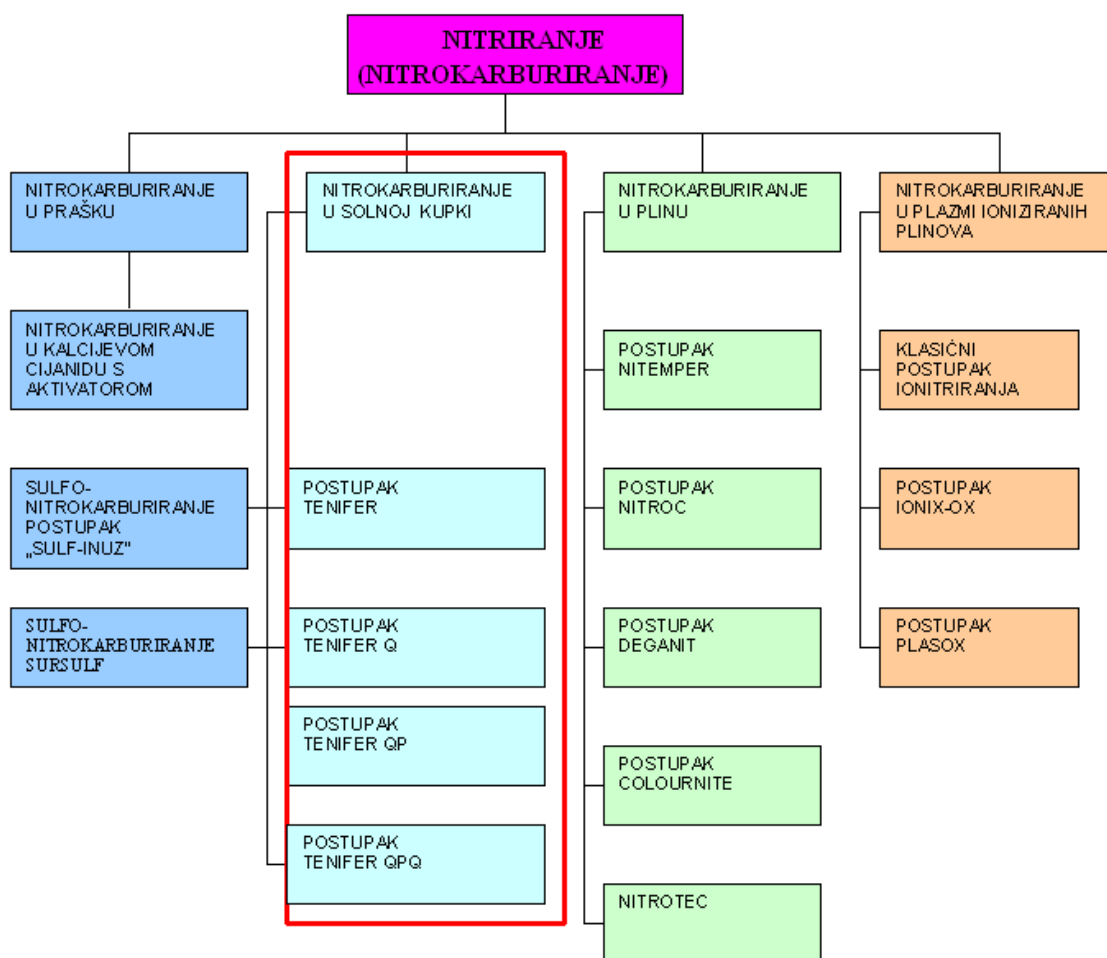 NITRIRANJE
(NITROKARBURIRANJE)
NITROKARBURIRANJE
U PRAŠKU
NITROKARBURIRANJE
U SOLNOJ KUPKI
NITROKARBURIRANJE
U PLINU
NITROKARBURIRANJE
U PLAZMI IONIZIRANIH
PLINOVA
NITROKARBURIRANJE
U KALCIJEVOM
CIJANIDU S
AKTIVATOROM
POSTUPAK
NITEMPER
KLASIČNI
POSTUPAK
IONITRIRANJA
SULFO-
NITROKARBURIRANJE
POSTUPAK
„SULF-INUZ"
POSTUPAK
TENIFER
POSTUPAK
NITROC
POSTUPAK
IONIX-OX
SULFO-
NITROKARBURIRANJE
SURSULF
POSTUPAK
TENIFER Q
POSTUPAK
DEGANIT
POSTUPAK
PLASOX
POSTUPAK
TENIFER QP
POSTUPAK
COLOURNITE
POSTUPAK
TENIFER QPQ
NITROTEC